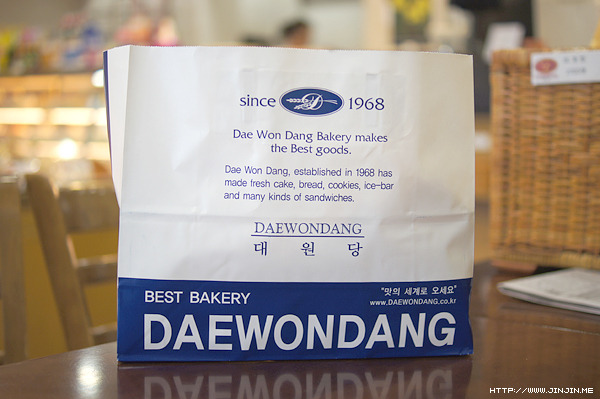 since 1968
Dae Won Dang Bakery makes
the Best goods.
Dae Won Dang, established in 1968 has
made fresh cake, bread, cookies, ice-bar
and many kinds of sandwiches.
DAEWONDANG
대 원 당
BEST BAKERY
"맛의 세계로 오세요"
www.DAEWONDANG.co.kr
DAEWONDANG
HTTP://WWW.JINJIN.ME